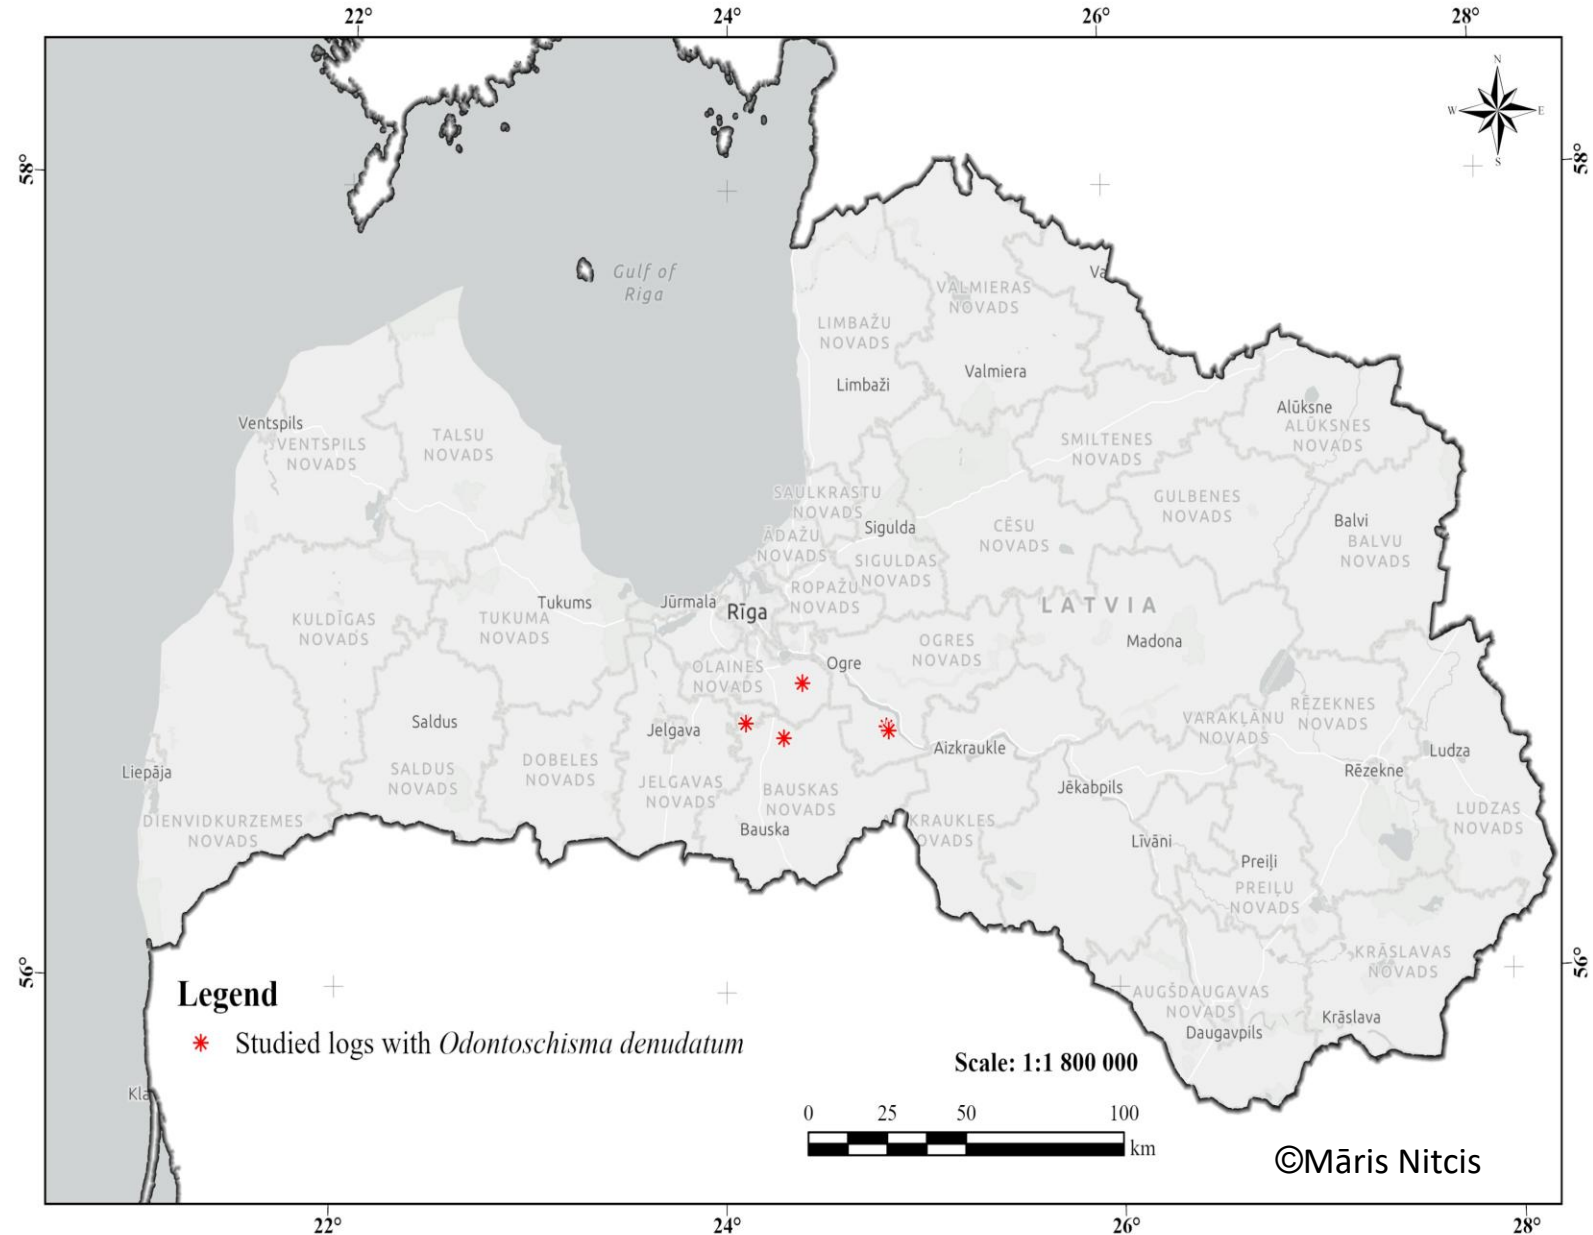 22°
24°
26°
28°
N
W
E
S
58°
58°
Gulf of
Riga
Va
VALMIERAS
NOVADS
LIMBAŽU
NOVADS
Limbaži
Valmiera
Alūksne
ALŪKSNES
NOVADS
Ventspils
VENTSPILS
NOVADS
TALSU
NOVADS
SMILTENES
NOVADS
SAULKRASTU
NOVADS
GULBENES
NOVADS
Sigulda
CĒSU
NOVADS
Balvi
BALVU
NOVADS
ĀDAŽU
NOVADS
SIGULDAS
NOVADS
ROPAŽU
NOVADS
Tukums
Jūrmala
Rīga
LATVIA
KULDĪGAS
NOVADS
TUKUMA
NOVADS
OGRES
NOVADS
Madona
OLAINES
NOVADS
Ogre
Saldus
Jelgava
VARAKĻĀNU
NOVADS
RĒZEKNES
NOVADS
Aizkraukle
Ludza
Liepāja
SALDUS
NOVADS
DOBELES
NOVADS
JELGAVAS
NOVADS
BAUSKAS
NOVADS
Jēkabpils
Rēzekne
DIENVIDKURZEMES
NOVADS
Bauska
KRAUKLES
OVADS
Līvāni
LUDZAS
NOVADS
Preiļi
PREIĻU
NOVADS
KRĀSLAVAS
NOVADS
56°
56°
AUGŠDAUGAVAS
NOVADS
Daugavpils
Krāslava
Legend
Studied logs with Odontoschisma denudatum
Kla
Scale: 1:1 800 000
0 25 50 100
km
©Māris Nitcis
22°
24°
26°
28°